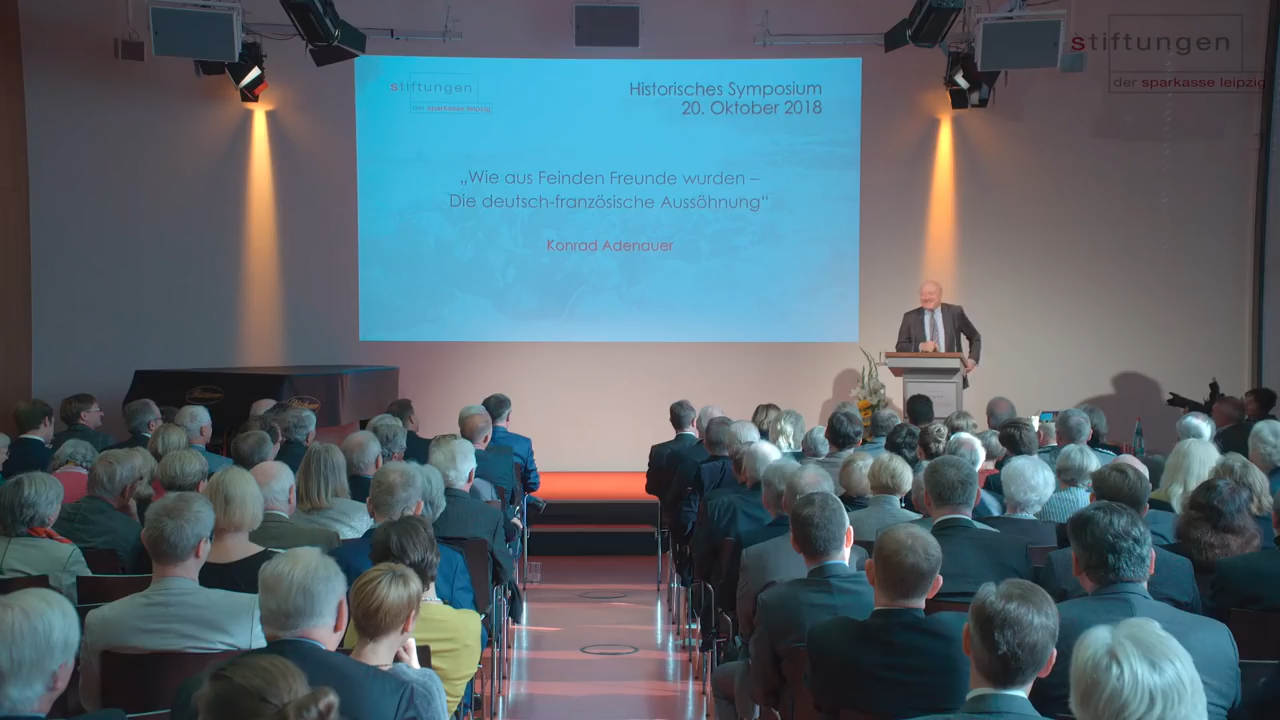 stiftungen
der sparkasse leipzig
Historisches Symposium
20. Oktober 2018
„Wie aus Feinden Freunde wurden –
Die deutsch-französische Aussöhnung“
Konrad Adenauer
stiftungen
der sparkasse leipzig